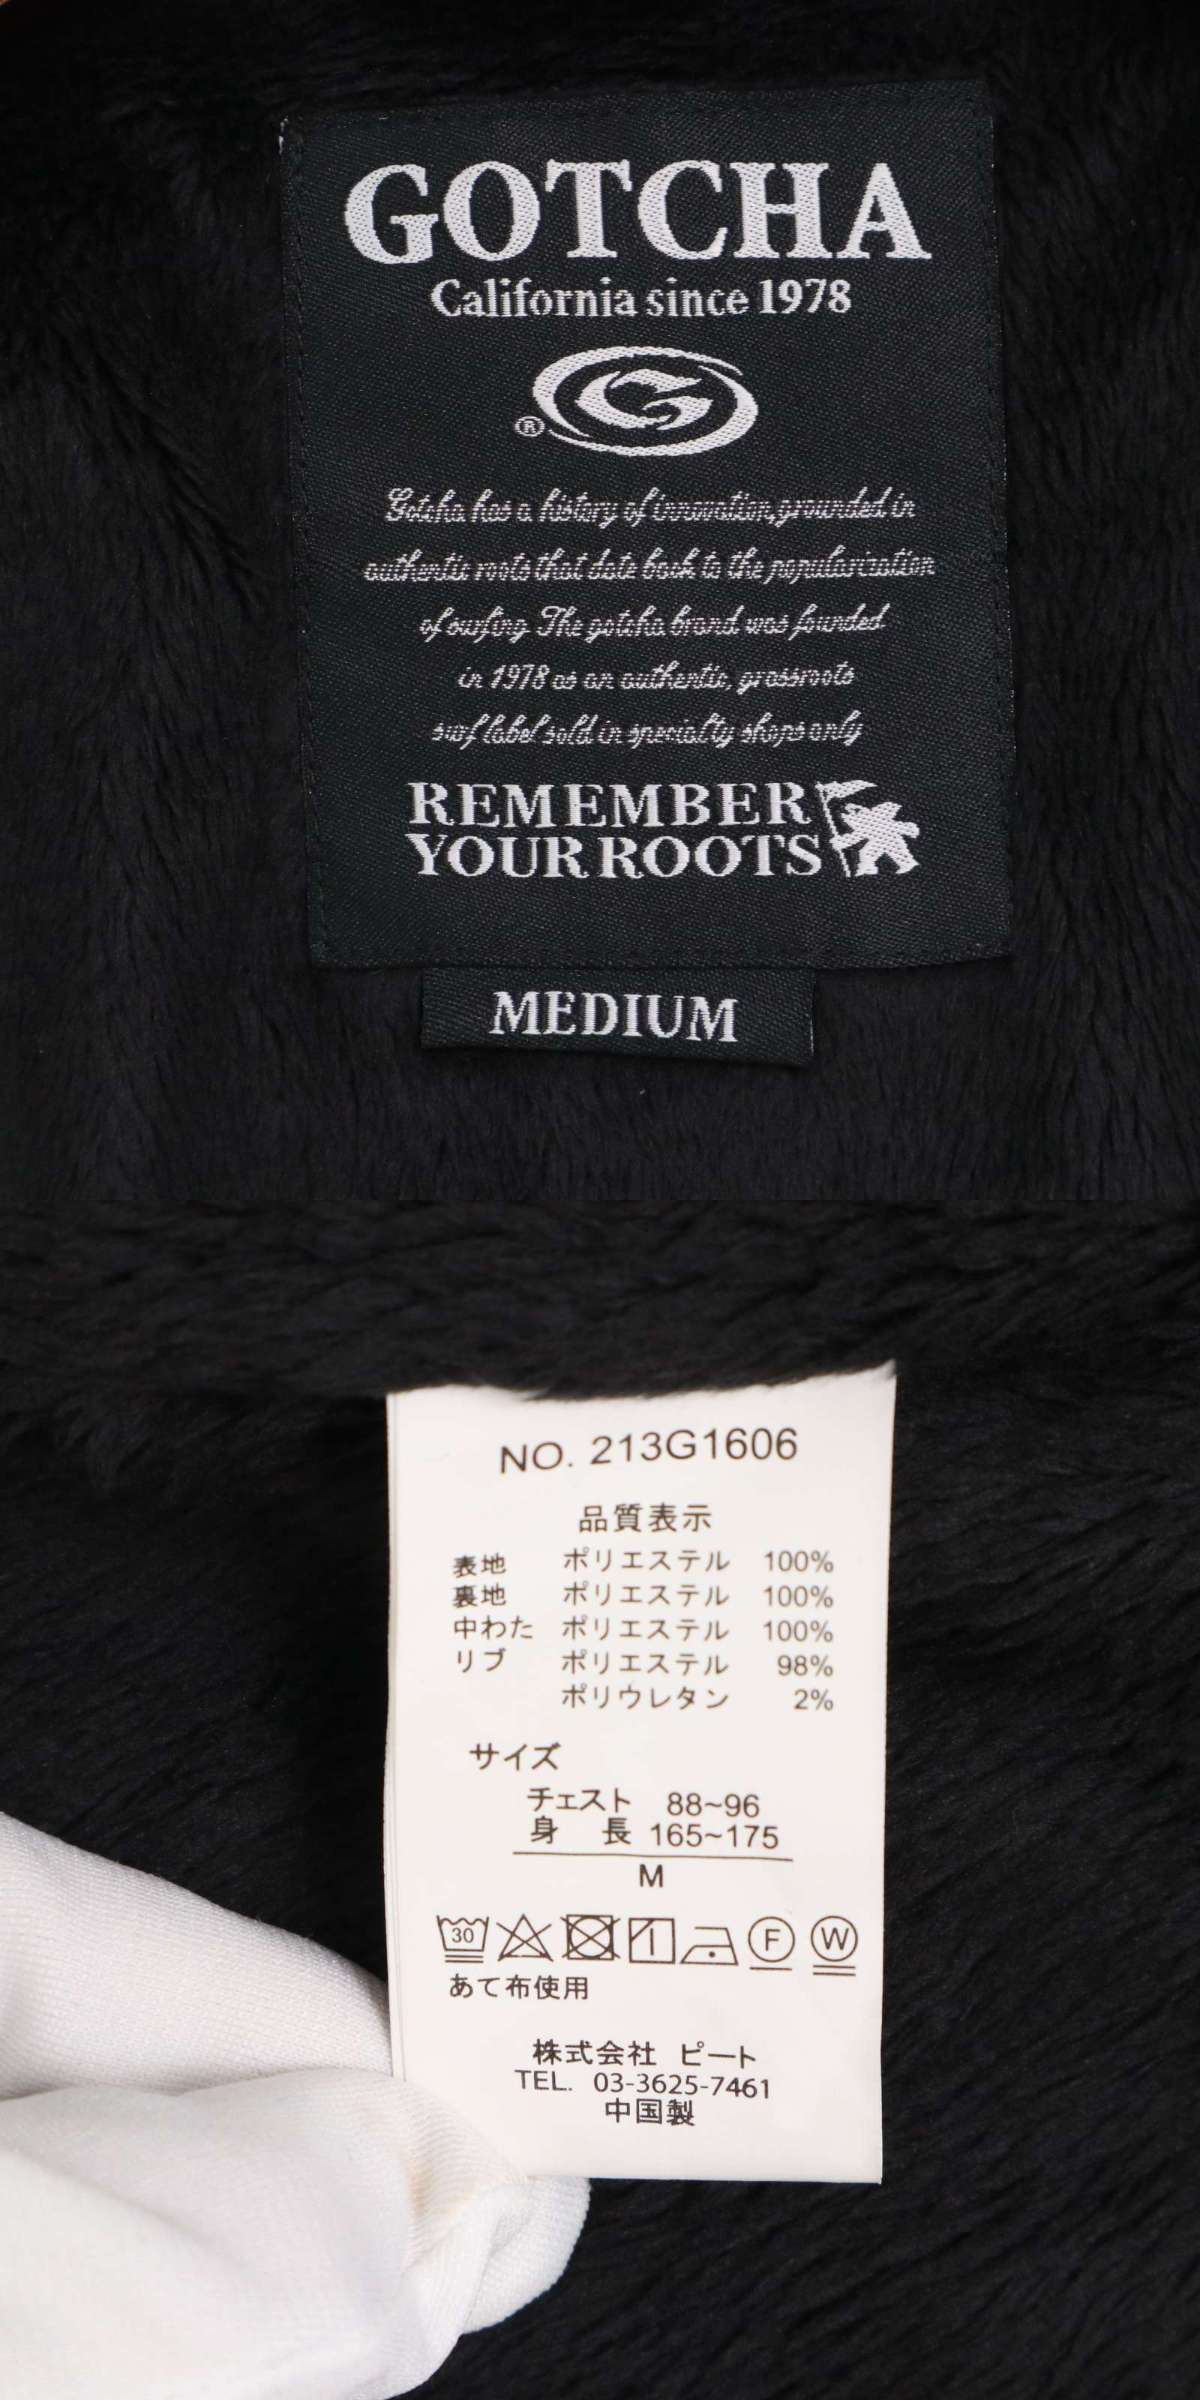 GOTCHA
California since 1978
®
Gotcha has a history of innovation, grounded in
authentic roots that date back to the popularization
of surfing The gotcha brand was founded
in 1978 as an authentic, grassroots
surf label sold in specialty shops only
REMEMBER
YOUR ROOTS
MEDIUM
NO. 213G1606
品質表示
表地 ポリエステル 100%
裏地 ポリエステル 100%
中わた ポリエステル 100%
リブ ポリエステル 98%
ポリウレタン 2%
サイズ
チェスト 88~96
身 長 165~175
M
30 F W
あて布使用
株式会社 ピート
TEL. 03-3625-7461
中国製